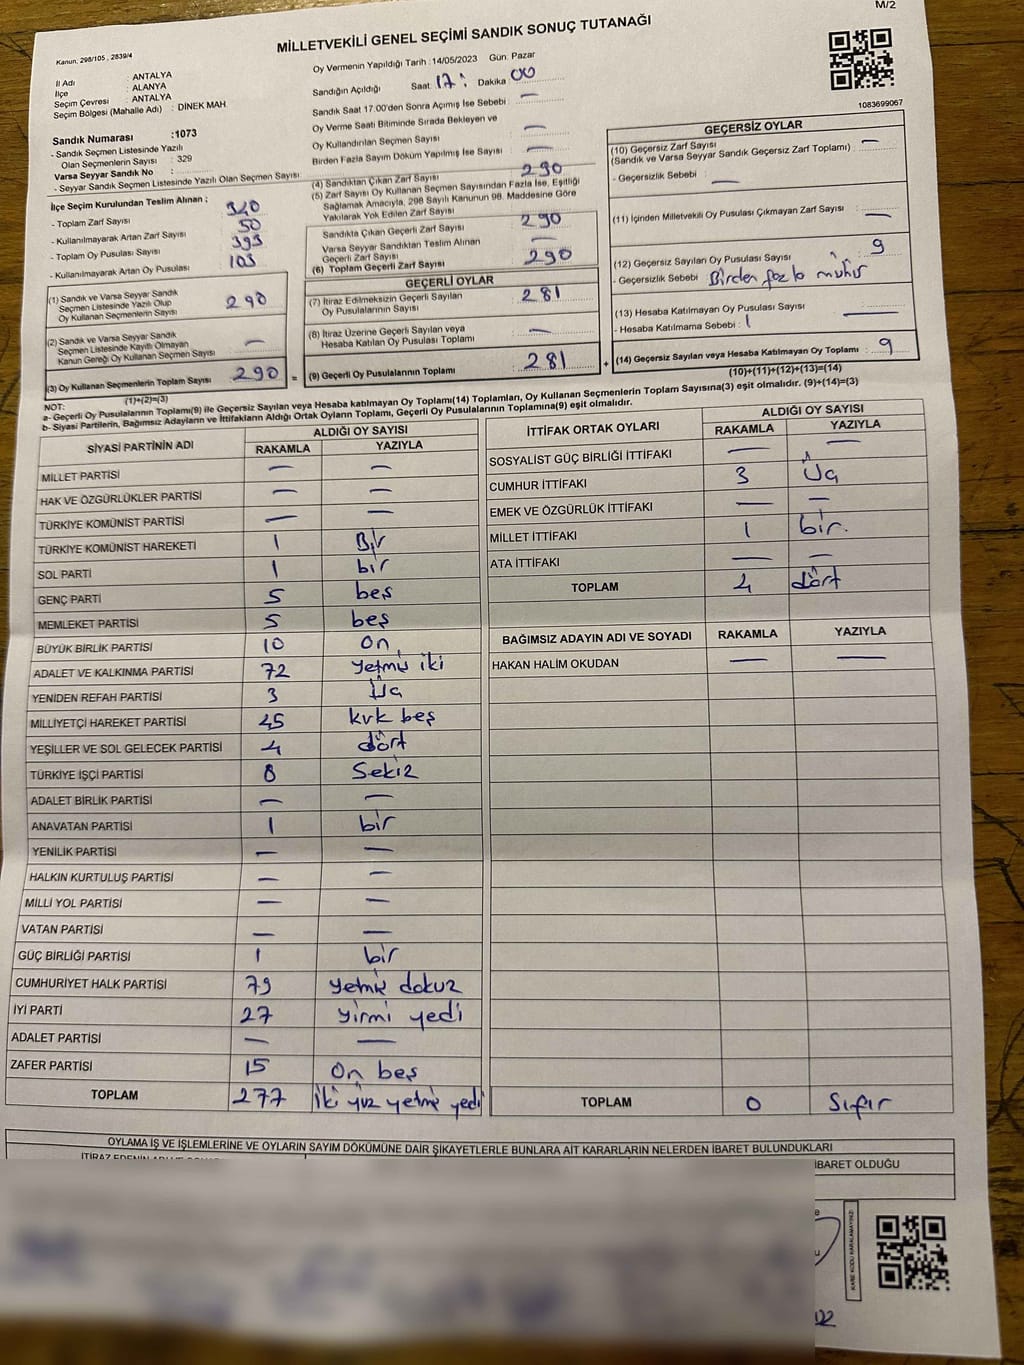 M/2
MİLLETVEKİLİ GENEL SEÇİMİ SANDIK SONUÇ TUTANAĞI
Kanun, 298/105 , 2839/4
İl Adı : ANTALYA
İlçe : ALANYA
Seçim Çevresi : ANTALYA
Seçim Bölgesi (Mahalle Adı) : DİNEK MAH
Sandık Numarası :1073
- Sandık Seçmen Listesinde Yazılı
Olan Seçmenlerin Sayısı : 329
Varsa Seyyar Sandık No :
- Seyyar Sandık Seçmen Listesinde Yazılı Olan Seçmen Sayısı
İlçe Seçim Kurulundan Teslim Alınan ;
- Toplam Zarf Sayısı 340
- Kullanılmayarak Artan Zarf Sayısı 50
- Toplam Oy Pusulası Sayısı 393
- Kullanılmayarak Artan Oy Pusulası 103
(1) Sandık ve Varsa Seyyar Sandık
Seçmen Listesinde Yazılı Olup
Oy Kullanan Seçmenlerin Sayısı 290
(2) Sandık ve Varsa Seyyar Sandık
Seçmen Listesinde Kayıtlı Olmayan
Kanun Gereği Oy Kullanan Seçmen Sayısı —
(3) Oy Kullanan Seçmenlerin Toplam Sayısı 290 =
(1)+(2)=(3)
Oy Vermenin Yapıldığı Tarih :14/05/2023 Gün: Pazar
Sandığın Açıldığı Saat 17: Dakika 00
Sandık Saat 17.00'den Sonra Açımış İse Sebebi : —
Oy Verme Saati Bitiminde Sırada Bekleyen ve
Oy Kullandırılan Seçmen Sayısı : —
Birden Fazla Sayım Döküm Yapılmış İse Sayısı : —
(4) Sandıktan Çıkan Zarf Sayısı 290
(5) Zarf Sayısı Oy Kullanan Seçmen Sayısından Fazla İse, Eşitliği
Sağlamak Amacıyla, 298 Sayılı Kanunun 98. Maddesine Göre
Yakılarak Yok Edilen Zarf Sayısı
Sandıkta Çıkan Geçerli Zarf Sayısı 290
Varsa Seyyar Sandıktan Teslim Alınan
Geçerli Zarf Sayısı —
(6) Toplam Geçerli Zarf Sayısı 290
GEÇERLİ OYLAR
(7) İtiraz Edilmeksizin Geçerli Sayılan
Oy Pusulalarının Sayısı : 281
(8) İtiraz Üzerine Geçerli Sayılan veya
Hesaba Katılan Oy Pusulası Toplamı —
(9) Geçerli Oy Pusulalarının Toplamı : 281 +
1083699067
GEÇERSİZ OYLAR
(10) Geçersiz Zarf Sayısı
(Sandık ve Varsa Seyyar Sandık Geçersiz Zarf Toplamı) —
- Geçersizlik Sebebi : —
(11) İçinden Milletvekili Oy Pusulası Çıkmayan Zarf Sayısı : —
(12) Geçersiz Sayılan Oy Pusulası Sayısı : 9
- Geçersizlik Sebebi Birden fazla mühür
(13) Hesaba Katılmayan Oy Pusulası Sayısı : —
- Hesaba Katılmama Sebebi :
(14) Geçersiz Sayılan veya Hesaba Katılmayan Oy Toplamı : 9
(10)+(11)+(12)+(13)=(14)
NOT:
a- Geçerli Oy Pusulalarının Toplamı(9) ile Geçersiz Sayılan veya Hesaba katılmayan Oy Toplamı(14) Toplamları, Oy Kullanan Seçmenlerin Toplam Sayısına(3) eşit olmalıdır. (9)+(14)=(3)
b- Siyasi Partilerin, Bağımsız Adayların ve İttifakların Aldığı Ortak Oyların Toplamı, Geçerli Oy Pusulalarının Toplamına(9) eşit olmalıdır.
SİYASİ PARTİNİN ADI ALDIĞI OY SAYISI
RAKAMLA YAZIYLA
MİLLET PARTİSİ — —
HAK VE ÖZGÜRLÜKLER PARTİSİ — —
TÜRKİYE KOMÜNİST PARTİSİ — —
TÜRKİYE KOMÜNİST HAREKETİ 1 Bir
SOL PARTİ 1 bir
GENÇ PARTİ 5 beş
MEMLEKET PARTİSİ 5 beş
BÜYÜK BİRLİK PARTİSİ 10 On
ADALET VE KALKINMA PARTİSİ 72 Yetmiş iki
YENİDEN REFAH PARTİSİ 3 Üç
MİLLİYETÇİ HAREKET PARTİSİ 45 kırk beş
YEŞİLLER VE SOL GELECEK PARTİSİ 4 dört
TÜRKİYE İŞÇİ PARTİSİ 8 Sekiz
ADALET BİRLİK PARTİSİ — —
ANAVATAN PARTİSİ 1 bir
YENİLİK PARTİSİ — —
HALKIN KURTULUŞ PARTİSİ — —
MİLLİ YOL PARTİSİ — —
VATAN PARTİSİ — —
GÜÇ BİRLİĞİ PARTİSİ 1 bir
CUMHURİYET HALK PARTİSİ 79 yetmiş dokuz
İYİ PARTİ 27 yirmi yedi
ADALET PARTİSİ — —
ZAFER PARTİSİ 15 On beş
TOPLAM 277 İki yüz yetmiş yedi
İTTİFAK ORTAK OYLARI ALDIĞI OY SAYISI
RAKAMLA YAZIYLA
SOSYALİST GÜÇ BİRLİĞİ İTTİFAKI — —
CUMHUR İTTİFAKI 3 Üç
EMEK VE ÖZGÜRLÜK İTTİFAKI — —
MİLLET İTTİFAKI 1 bir.
ATA İTTİFAKI — —
TOPLAM 4 dört
BAĞIMSIZ ADAYIN ADI VE SOYADI RAKAMLA YAZIYLA
HAKAN HALİM OKUDAN — —
TOPLAM 0 Sıfır
OYLAMA İŞ VE İŞLEMLERİNE VE OYLARIN SAYIM DÖKÜMÜNE DAİR ŞİKAYETLERLE BUNLARA AİT KARARLARIN NELERDEN İBARET BULUNDUKLARI
İBARET OLDUĞU